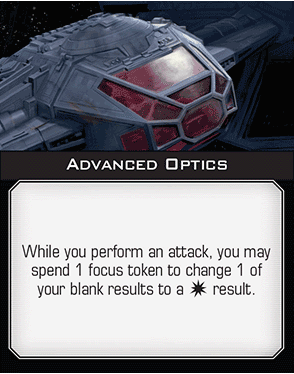 Advanced Optics
While you perform an attack, you may
spend 1 focus token to change 1 of
your blank results to a result.